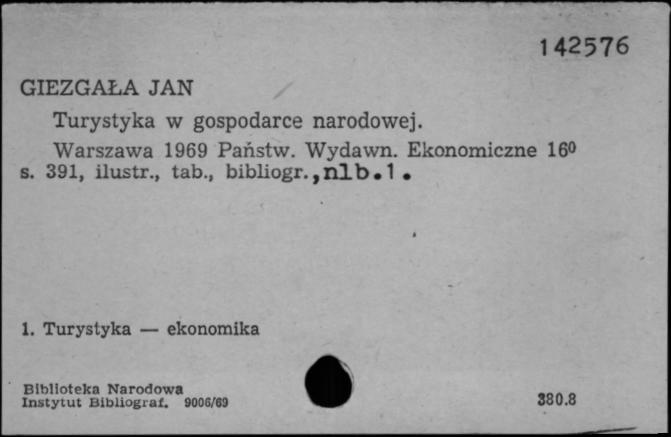 142576
GIEZGAŁA JAN
Turystyka w gospodarce narodowej.
Warszawa 1969 Państw. Wydawn. Ekonomiczne 16⁰
s. 391, ilustr., tab., bibliogr.,nlb.1.
1. Turystyka — ekonomika
Biblioteka Narodowa
Instytut Bibliograf. 9006/69
380.8